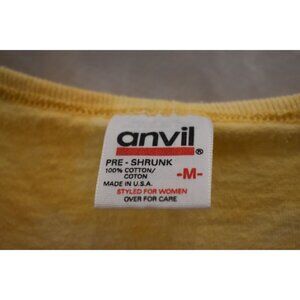 anvil®
PRE - SHRUNK
100% COTTON/
COTON
-M-
MADE IN U.S.A.
STYLED FOR WOMEN
OVER FOR CARE